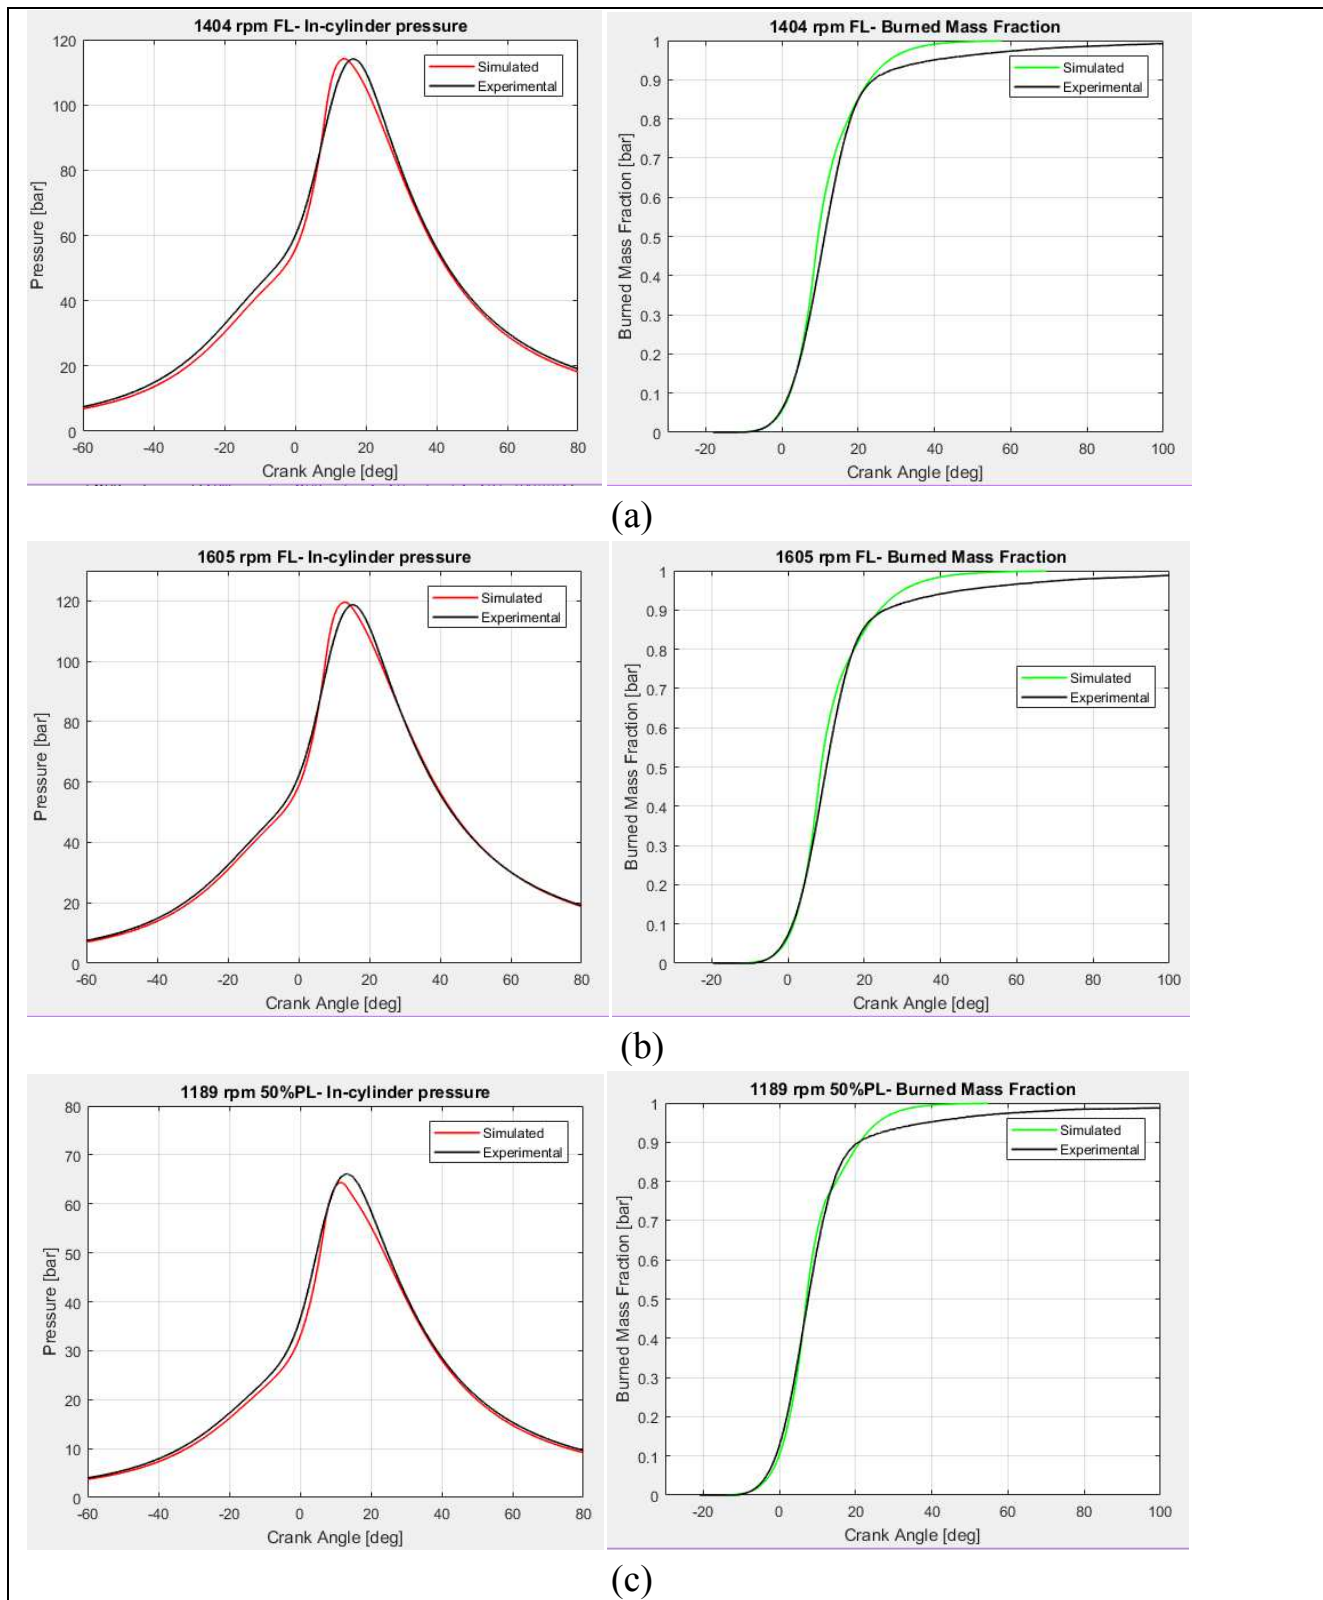 1404 rpm FL- In-cylinder pressure
120
100
80
60
40
20
0
-60 -40 -20 0 20 40 60 80
Pressure [bar]
Crank Angle [deg]
Simulated
Experimental
1404 rpm FL- Burned Mass Fraction
1
0.9
0.8
0.7
0.6
0.5
0.4
0.3
0.2
0.1
0
-20 0 20 40 60 80 100
Burned Mass Fraction [bar]
Crank Angle [deg]
Simulated
Experimental
(a)
1605 rpm FL- In-cylinder pressure
120
100
80
60
40
20
0
-60 -40 -20 0 20 40 60 80
Pressure [bar]
Crank Angle [deg]
Simulated
Experimental
1605 rpm FL- Burned Mass Fraction
1
0.9
0.8
0.7
0.6
0.5
0.4
0.3
0.2
0.1
0
-20 0 20 40 60 80 100
Burned Mass Fraction [bar]
Crank Angle [deg]
Simulated
Experimental
(b)
1189 rpm 50%PL- In-cylinder pressure
80
70
60
50
40
30
20
10
0
-60 -40 -20 0 20 40 60 80
Pressure [bar]
Crank Angle [deg]
Simulated
Experimental
1189 rpm 50%PL- Burned Mass Fraction
1
0.9
0.8
0.7
0.6
0.5
0.4
0.3
0.2
0.1
0
-20 0 20 40 60 80 100
Burned Mass Fraction [bar]
Crank Angle [deg]
Simulated
Experimental
(c)